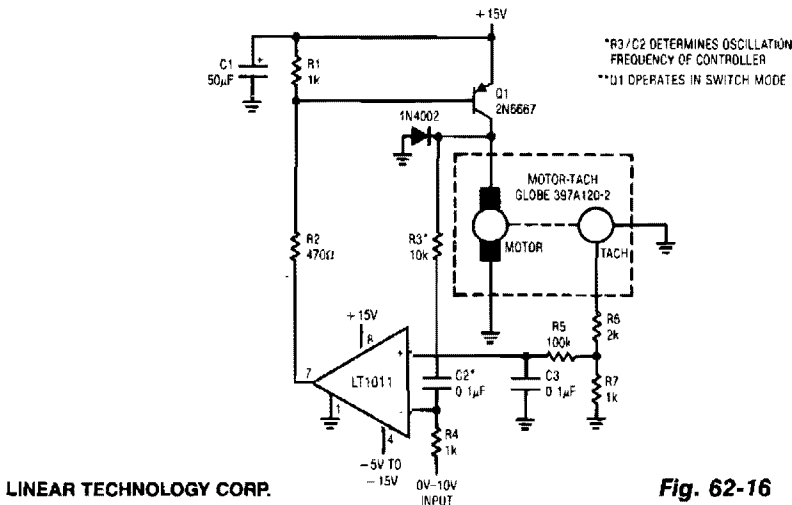 +15V
*R3/C2 DETERMINES OSCILLATION
FREQUENCY OF CONTROLLER
**Q1 OPERATES IN SWITCH MODE
C1
50µF
+
R1
1k
Q1
2N6667
1N4002
MOTOR-TACH
GLOBE 397A120-2
MOTOR
TACH
R2
470Ω
R3*
10k
+15V
8
R5
100k
R6
2k
7
LT1011
+
-
1
4
C2*
0.1µF
C3
0.1µF
R7
1k
R4
1k
-5V TO
-15V
0V-10V
INPUT
LINEAR TECHNOLOGY CORP.
Fig. 62-16